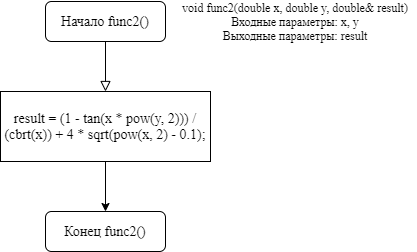 Начало func2()
void func2(double x, double y, double& result)
Входные параметры: x, y
Выходные параметры: result
result = (1 - tan(x * pow(y, 2))) /
(cbrt(x)) + 4 * sqrt(pow(x, 2) - 0.1);
Конец func2()